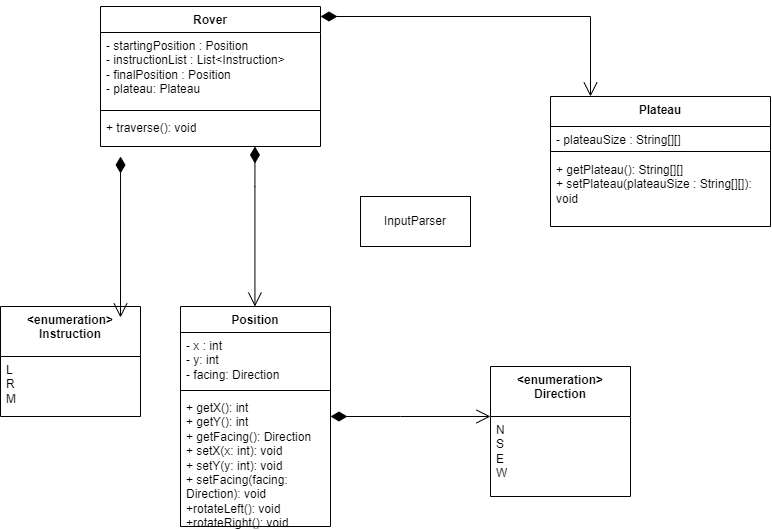 Rover
- startingPosition : Position
- instructionList : List<Instruction>
- finalPosition : Position
- plateau: Plateau
+ traverse(): void
Plateau
- plateauSize : String[][]
+ getPlateau(): String[][]
+ setPlateau(plateauSize : String[][]):
void
InputParser
<enumeration>
Instruction
L
R
M
Position
- x : int
- y: int
- facing: Direction
+ getX(): int
+ getY(): int
+ getFacing(): Direction
+ setX(x: int): void
+ setY(y: int): void
+ setFacing(facing:
Direction): void
+rotateLeft(): void
+rotateRight(): void
<enumeration>
Direction
N
S
E
W